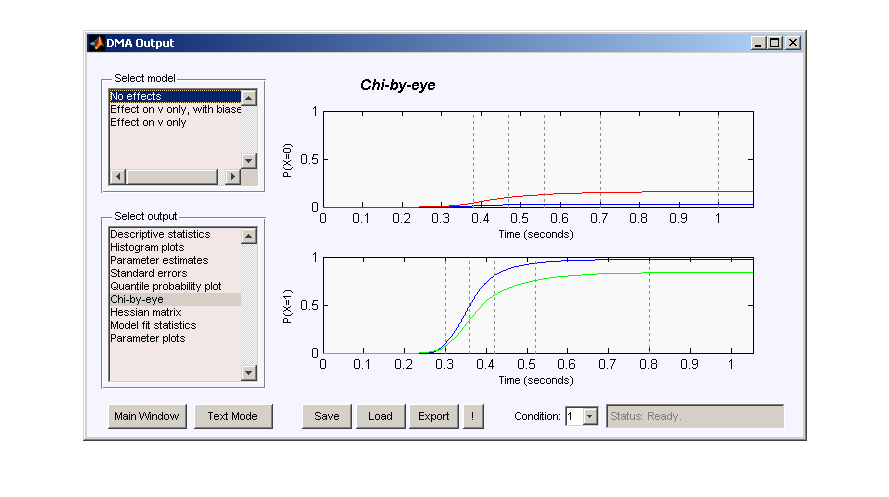 DMA Output
Select model
No effects
Effect on v only, with biase
Effect on v only
Select output
Descriptive statistics
Histogram plots
Parameter estimates
Standard errors
Quantile probability plot
Chi-by-eye
Hessian matrix
Model fit statistics
Parameter plots
Chi-by-eye
1
0.5
0
P(X=0)
0 0.1 0.2 0.3 0.4 0.5 0.6 0.7 0.8 0.9 1
Time (seconds)
1
0.5
0
P(X=1)
0 0.1 0.2 0.3 0.4 0.5 0.6 0.7 0.8 0.9 1
Time (seconds)
Main Window Text Mode Save Load Export ! Condition: 1 Status: Ready.